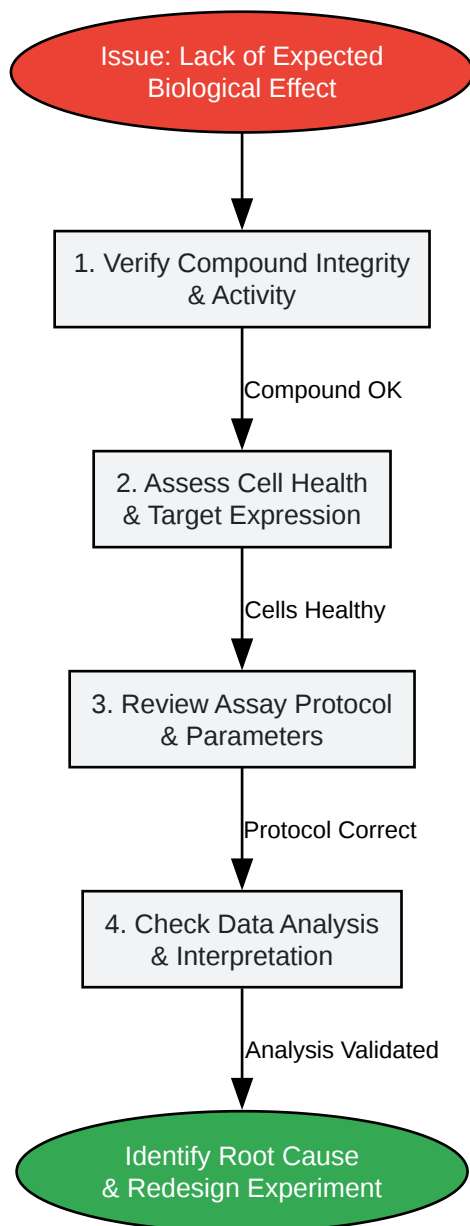 Issue: Lack of Expected
Biological Effect
1. Verify Compound Integrity
& Activity
Compound OK
2. Assess Cell Health
& Target Expression
Cells Healthy
3. Review Assay Protocol
& Parameters
Protocol Correct
4. Check Data Analysis
& Interpretation
Analysis Validated
Identify Root Cause
& Redesign Experiment